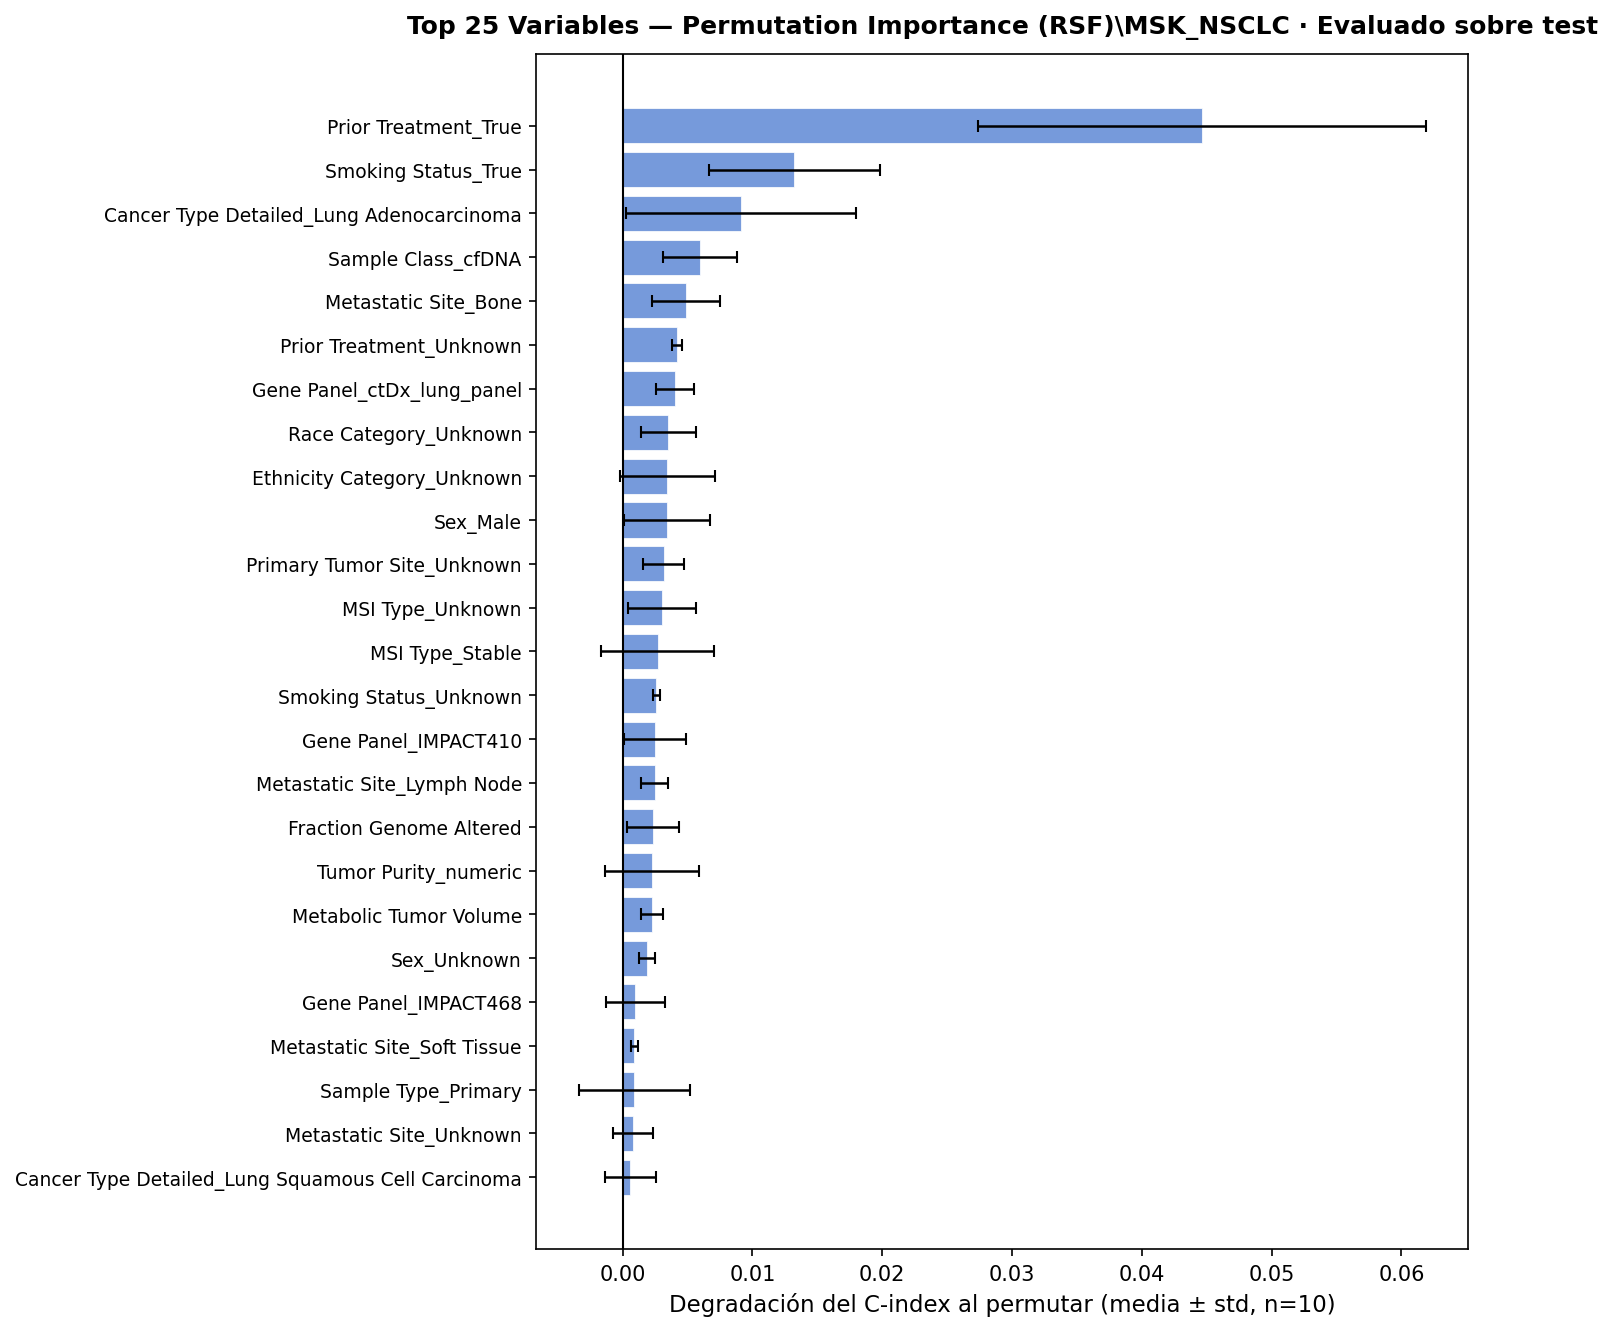 Top 25 Variables — Permutation Importance (RSF)\MSK_NSCLC · Evaluado sobre test
Prior Treatment_True
Smoking Status_True
Cancer Type Detailed_Lung Adenocarcinoma
Sample Class_cfDNA
Metastatic Site_Bone
Prior Treatment_Unknown
Gene Panel_ctDx_lung_panel
Race Category_Unknown
Ethnicity Category_Unknown
Sex_Male
Primary Tumor Site_Unknown
MSI Type_Unknown
MSI Type_Stable
Smoking Status_Unknown
Gene Panel_IMPACT410
Metastatic Site_Lymph Node
Fraction Genome Altered
Tumor Purity_numeric
Metabolic Tumor Volume
Sex_Unknown
Gene Panel_IMPACT468
Metastatic Site_Soft Tissue
Sample Type_Primary
Metastatic Site_Unknown
Cancer Type Detailed_Lung Squamous Cell Carcinoma
0.00 0.01 0.02 0.03 0.04 0.05 0.06
Degradación del C-index al permutar (media ± std, n=10)